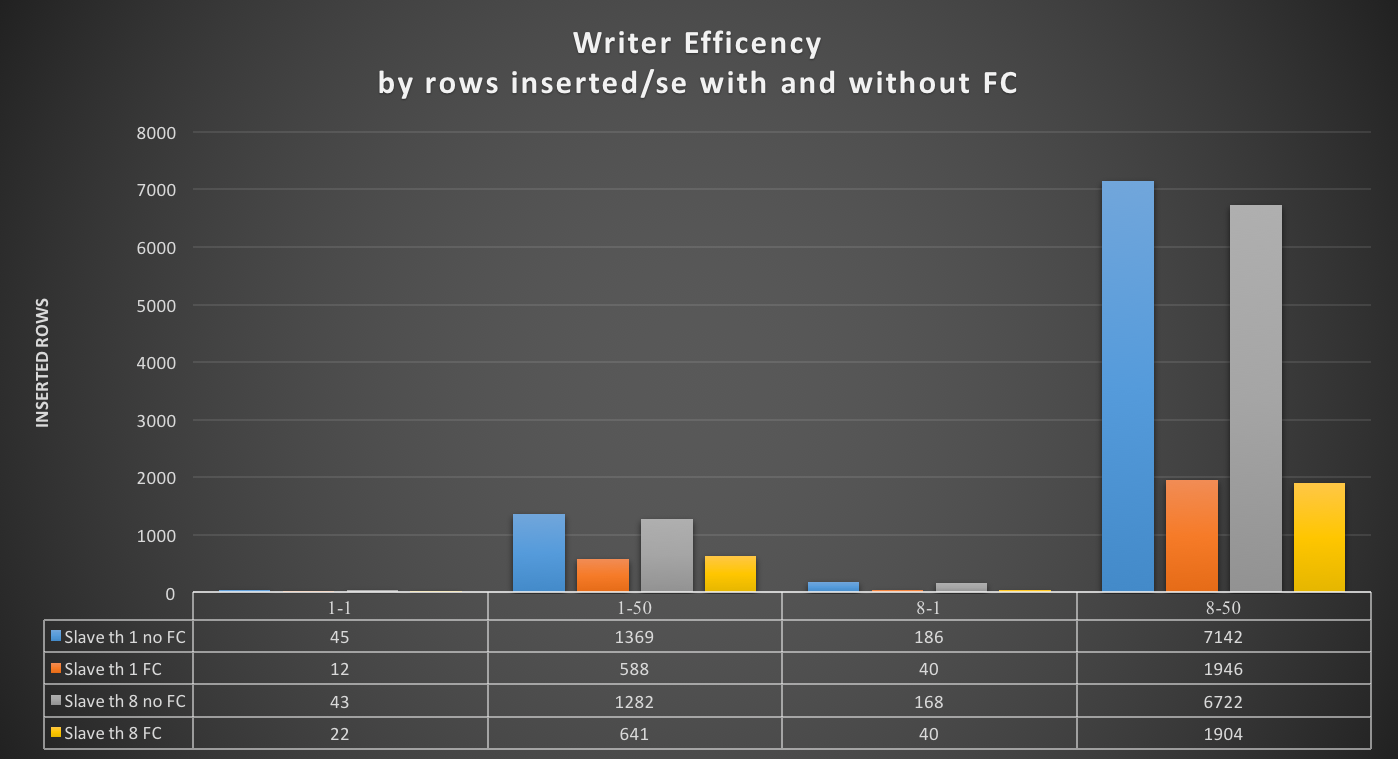 Writer Efficency
by rows inserted/se with and without FC
8000
7000
6000
5000
4000
3000
2000
1000
0
INSERTED ROWS
1-1 1-50 8-1 8-50
Slave th 1 no FC 45 1369 186 7142
Slave th 1 FC 12 588 40 1946
Slave th 8 no FC 43 1282 168 6722
Slave th 8 FC 22 641 40 1904